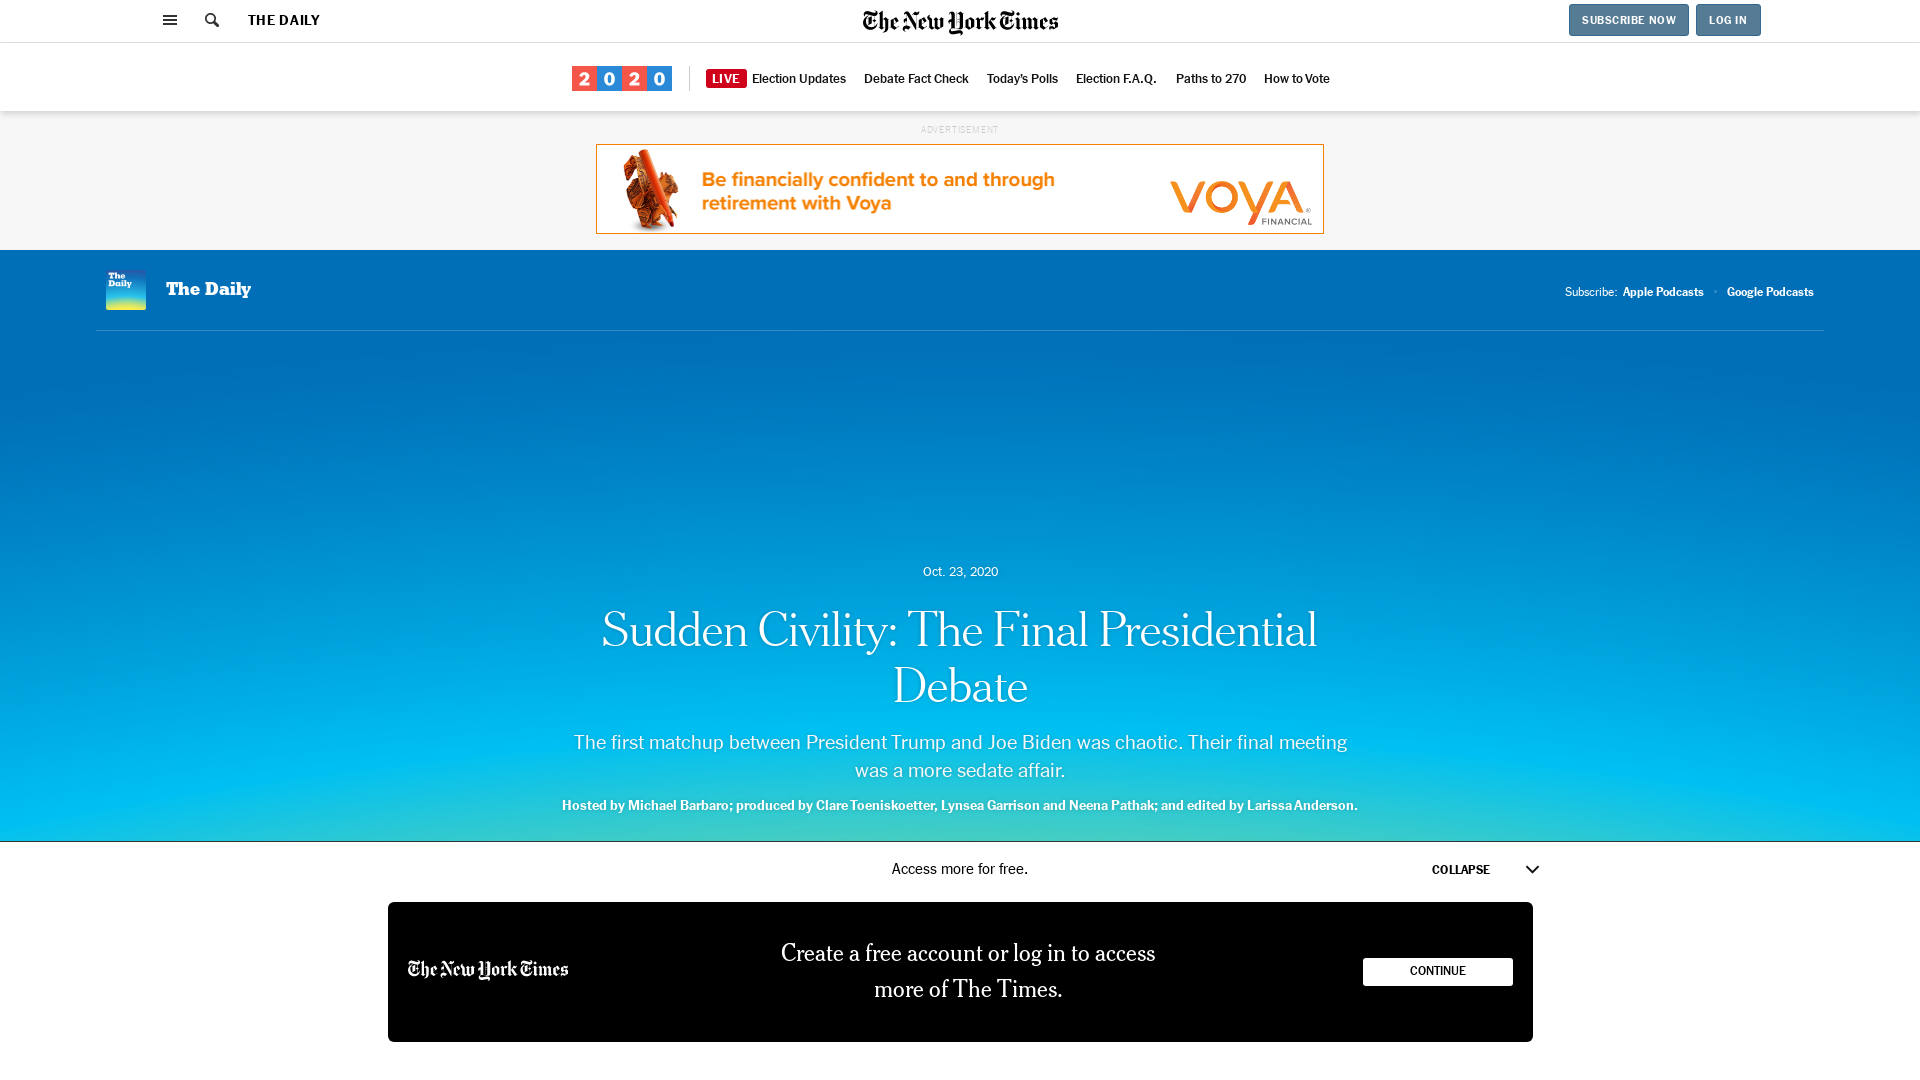 THE DAILY
The New York Times
SUBSCRIBE NOW
LOG IN
2020
LIVE Election Updates
Debate Fact Check
Today's Polls
Election F.A.Q.
Paths to 270
How to Vote
ADVERTISEMENT
Be financially confident to and through
retirement with Voya
VOYA
FINANCIAL
The
Daily
The Daily
Subscribe: Apple Podcasts • Google Podcasts
Oct. 23, 2020
Sudden Civility: The Final Presidential
Debate
The first matchup between President Trump and Joe Biden was chaotic. Their final meeting
was a more sedate affair.
Hosted by Michael Barbaro; produced by Clare Toeniskoetter, Lynsea Garrison and Neena Pathak; and edited by Larissa Anderson.
Access more for free.
COLLAPSE
The New York Times
Create a free account or log in to access
more of The Times.
CONTINUE